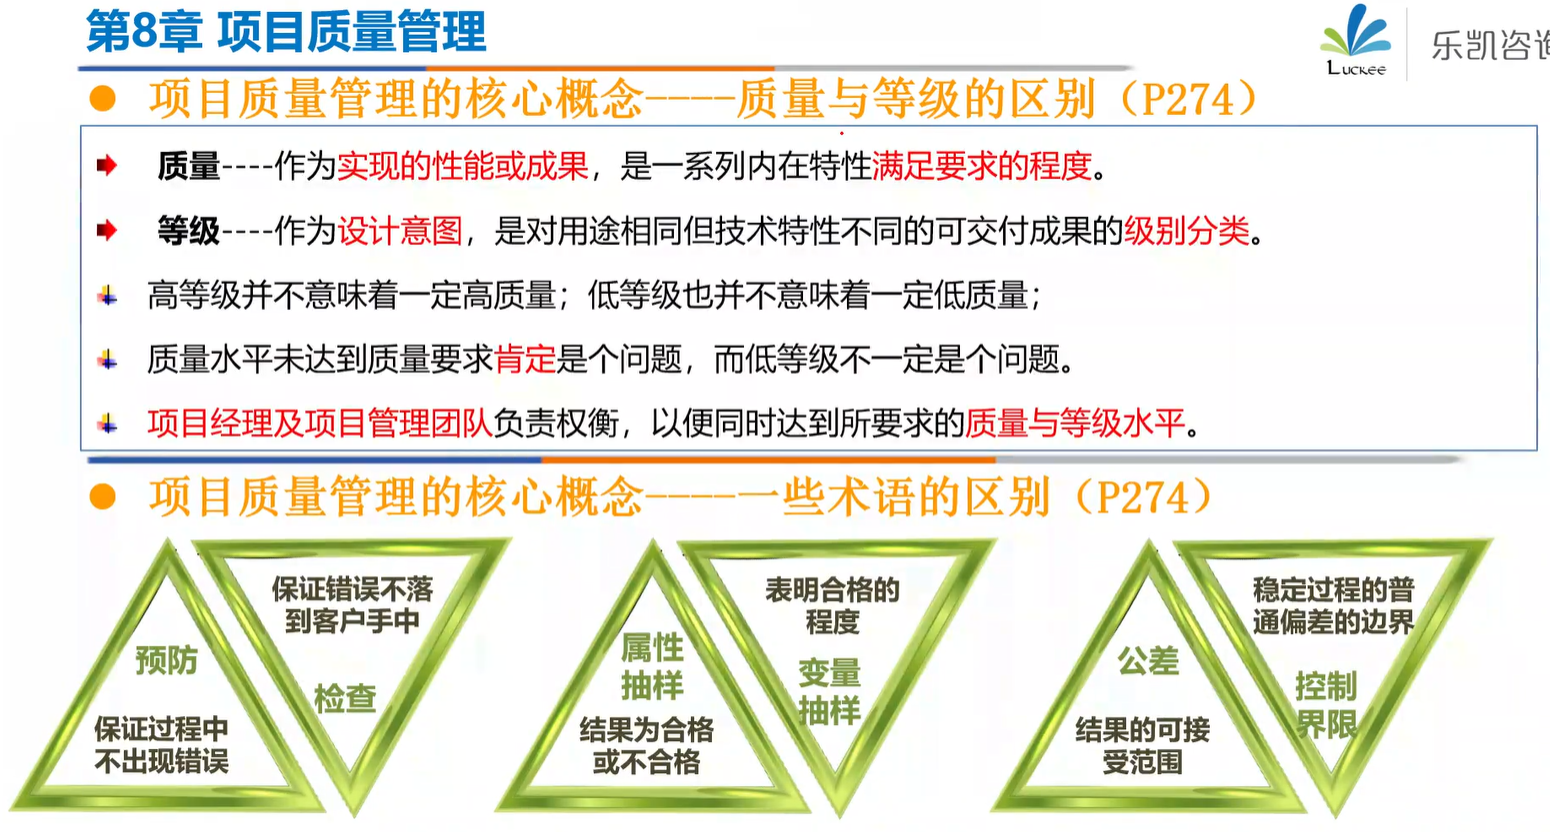 第8章 项目质量管理
Luckee
乐凯咨询
项目质量管理的核心概念----质量与等级的区别（P274）
质量----作为实现的性能或成果，是一系列内在特性满足要求的程度。
等级----作为设计意图，是对用途相同但技术特性不同的可交付成果的级别分类。
高等级并不意味着一定高质量；低等级也并不意味着一定低质量；
质量水平未达到质量要求肯定是个问题，而低等级不一定是个问题。
项目经理及项目管理团队负责权衡，以便同时达到所要求的质量与等级水平。
项目质量管理的核心概念----一些术语的区别（P274）
预防
保证过程中
不出现错误
保证错误不落
到客户手中
检查
属性
抽样
结果为合格
或不合格
表明合格的
程度
变量
抽样
公差
结果的可接
受范围
稳定过程的普
通偏差的边界
控制
界限